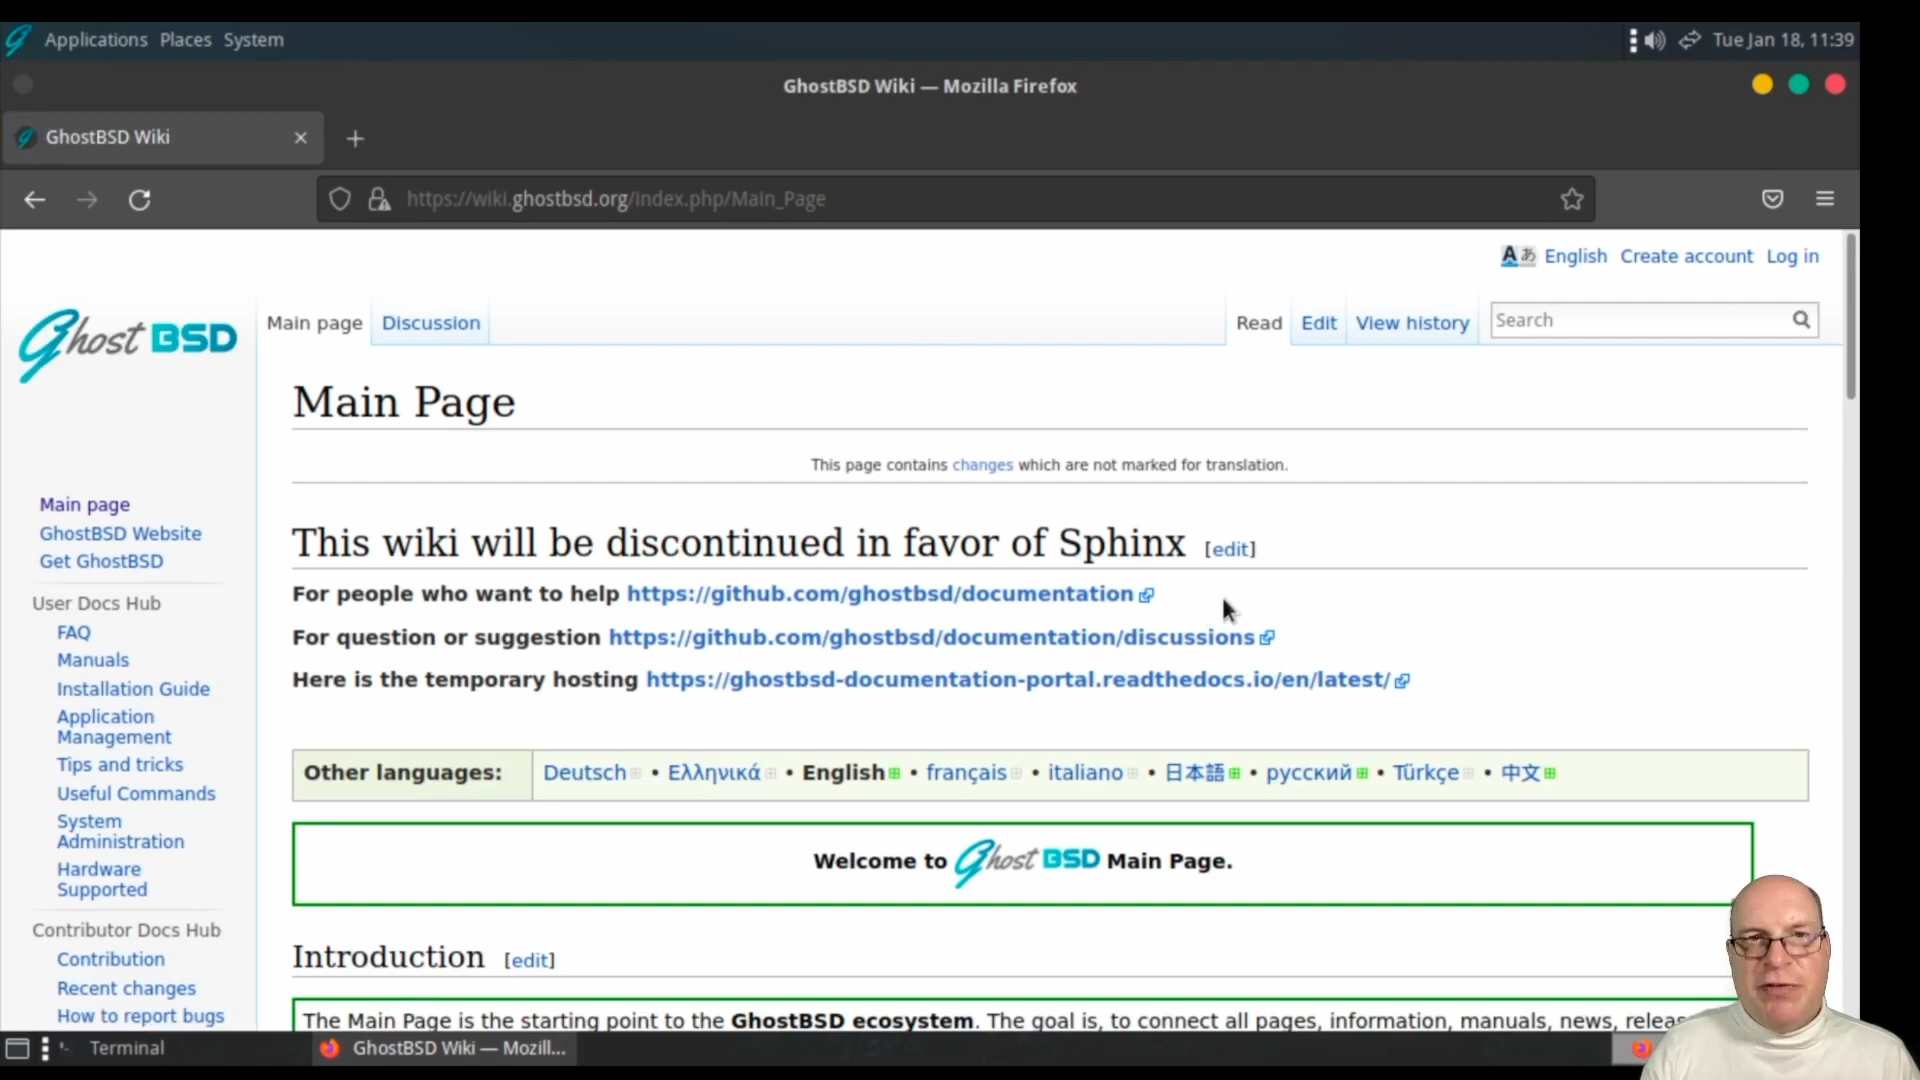 Applications Places System
Tue Jan 18, 11:39
GhostBSD Wiki — Mozilla Firefox
GhostBSD Wiki
https://wiki.ghostbsd.org/index.php/Main_Page
English Create account Log in
Ghost BSD
Main page Discussion
Read Edit View history
Search
Main Page
This page contains changes which are not marked for translation.
Main page
GhostBSD Website
Get GhostBSD
User Docs Hub
FAQ
Manuals
Installation Guide
Application
Management
Tips and tricks
Useful Commands
System
Administration
Hardware
Supported
Contributor Docs Hub
Contribution
Recent changes
How to report bugs
This wiki will be discontinued in favor of Sphinx [edit]
For people who want to help https://github.com/ghostbsd/documentation
For question or suggestion https://github.com/ghostbsd/documentation/discussions
Here is the temporary hosting https://ghostbsd-documentation-portal.readthedocs.io/en/latest/
Other languages: Deutsch • Ελληνικά • English • français • italiano • 日本語 • русский • Türkçe • 中文
Welcome to Ghost BSD Main Page.
Introduction [edit]
The Main Page is the starting point to the GhostBSD ecosystem. The goal is, to connect all pages, information, manuals, news,
Terminal
GhostBSD Wiki — Mozill...